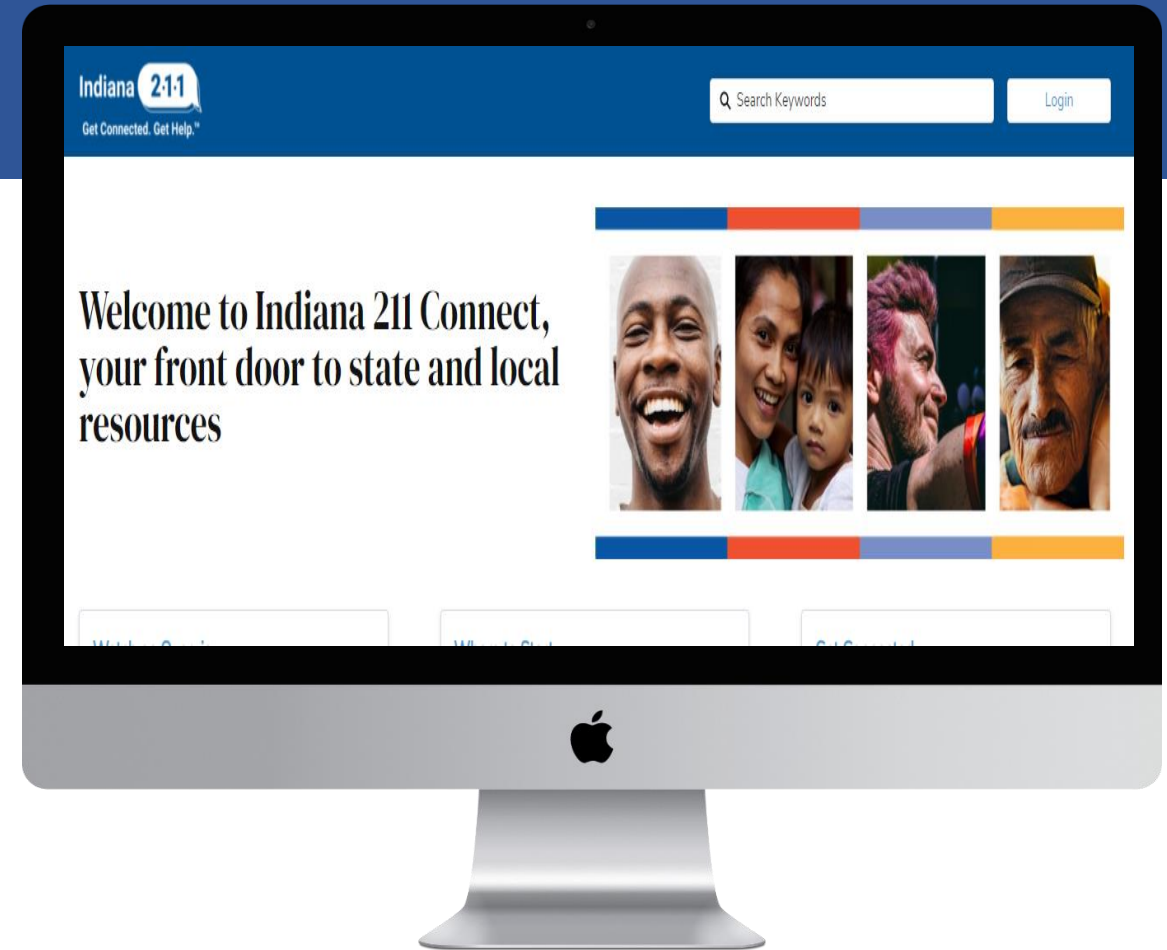 Indiana 2·1·1
Get Connected. Get Help.™
Search Keywords
Login
Welcome to Indiana 211 Connect,
your front door to state and local
resources